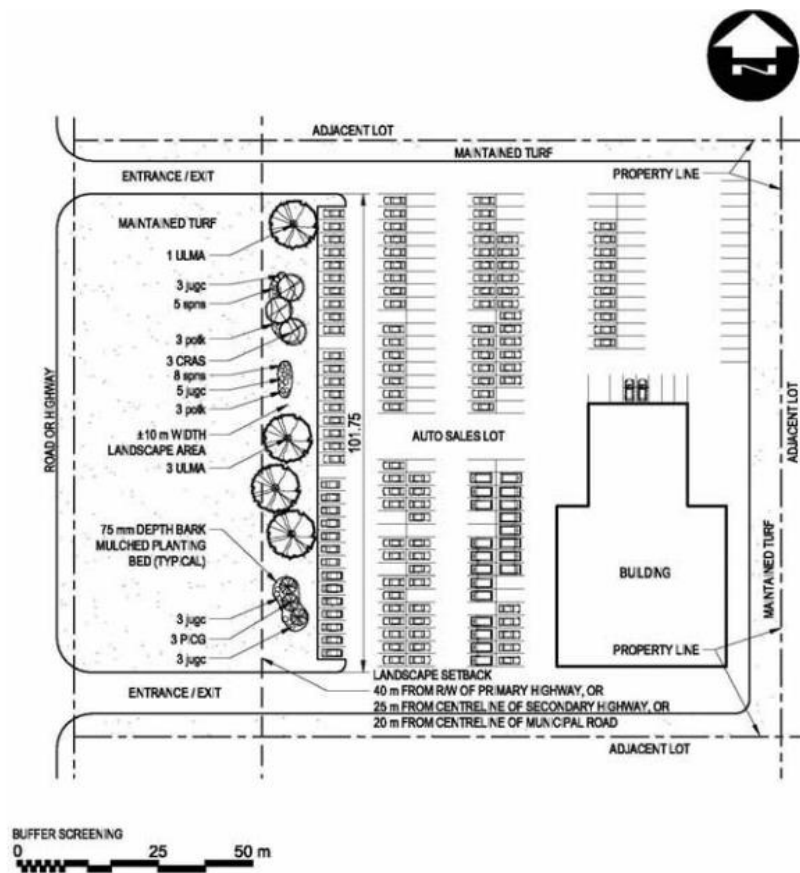 N
ADJACENT LOT
MAINTAINED TURF
PROPERTY LINE
ENTRANCE / EXIT
MAINTAINED TURF
1 ULMA
3 jugc
5 spns
3 potk
3 CRAS
8 spns
5 jugc
3 potk
±10 m WIDTH
LANDSCAPE AREA
3 ULMA
101.75
AUTO SALES LOT
ROAD OR HIGHWAY
ADJACENT LOT
75 mm DEPTH BARK
MULCHED PLANTING
BED (TYPICAL)
MAINTAINED TURF
BUILDING
3 jugc
3 PICG
3 jugc
PROPERTY LINE
LANDSCAPE SETBACK
40 m FROM R/W OF PRIMARY HIGHWAY, OR
25 m FROM CENTRELINE OF SECONDARY HIGHWAY, OR
20 m FROM CENTRELINE OF MUNICIPAL ROAD
ENTRANCE / EXIT
ADJACENT LOT
BUFFER SCREENING
0 25 50 m